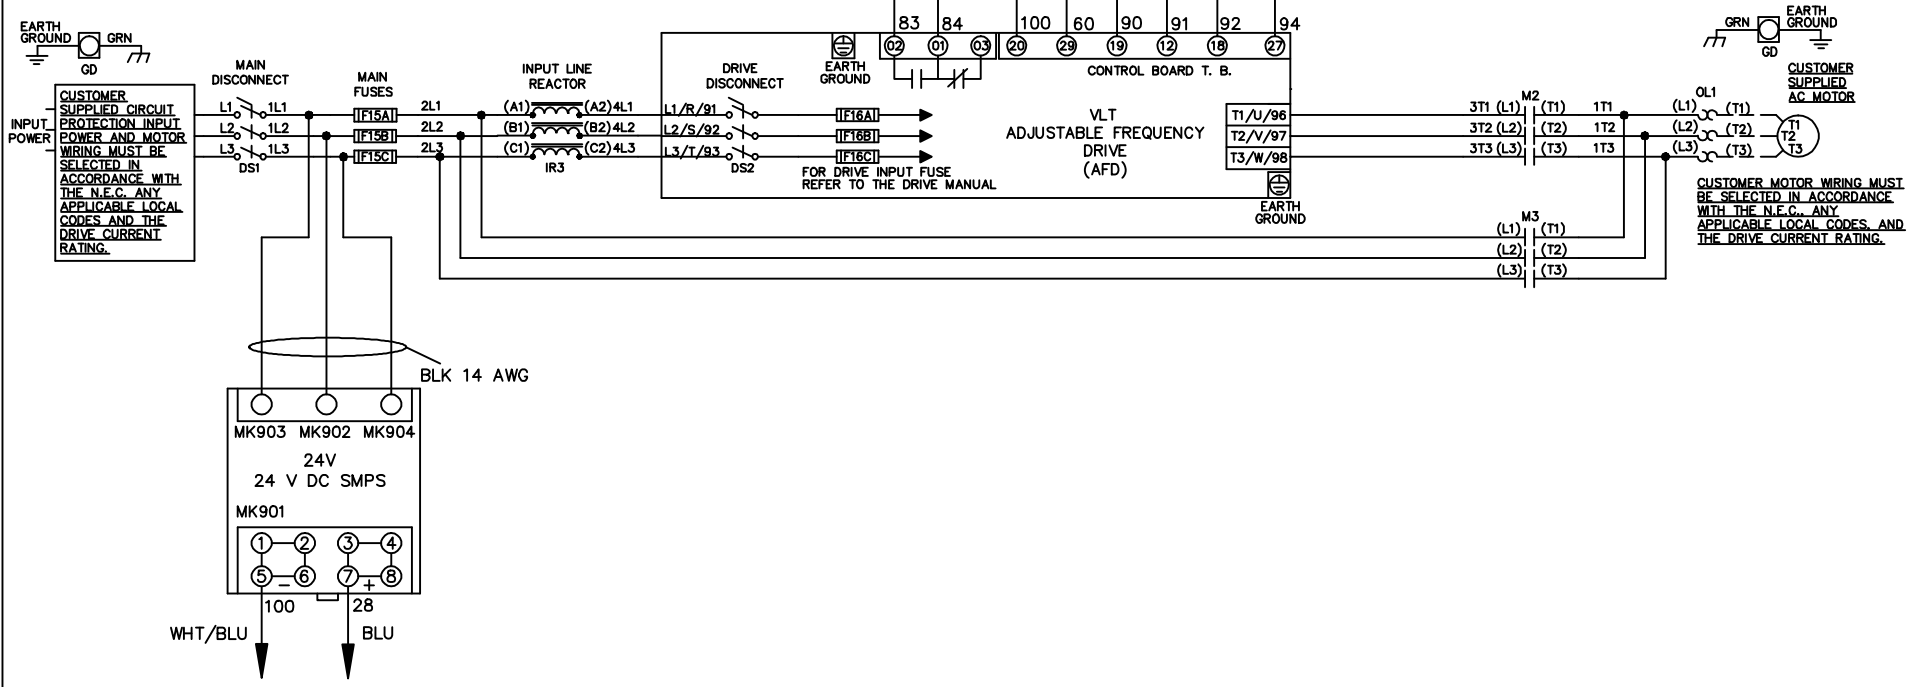 EARTH
GROUND
GRN
GD
83
84
100
60
90
91
92
94
02
01
03
20
29
19
12
18
27
CONTROL BOARD T. B.
EARTH
GROUND
GRN
EARTH
GROUND
GD
INPUT
POWER
CUSTOMER
SUPPLIED CIRCUIT
PROTECTION INPUT
POWER AND MOTOR
WIRING MUST BE
SELECTED IN
ACCORDANCE WITH
THE N.E.C. ANY
APPLICABLE LOCAL
CODES AND THE
DRIVE CURRENT
RATING.
MAIN
DISCONNECT
L1
1L1
L2
1L2
L3
1L3
DS1
MAIN
FUSES
F15A
F15B
F15C
2L1
2L2
2L3
INPUT LINE
REACTOR
(A1)
(A2)
4L1
(B1)
(B2)
4L2
(C1)
(C2)
4L3
IR3
L1/R/91
L2/S/92
L3/T/93
DRIVE
DISCONNECT
DS2
F16A
F16B
F16C
FOR DRIVE INPUT FUSE
REFER TO THE DRIVE MANUAL
VLT
ADJUSTABLE FREQUENCY
DRIVE
(AFD)
T1/U/96
T2/V/97
T3/W/98
EARTH
GROUND
M2
3T1 (L1) (T1) 1T1
3T2 (L2) (T2) 1T2
3T3 (L3) (T3) 1T3
M3
(L1) (T1)
(L2) (T2)
(L3) (T3)
OL1
(L1) (T1)
(L2) (T2)
(L3) (T3)
T1
T2
T3
CUSTOMER
SUPPLIED
AC MOTOR
CUSTOMER MOTOR WIRING MUST
BE SELECTED IN ACCORDANCE
WITH THE N.E.C., ANY
APPLICABLE LOCAL CODES, AND
THE DRIVE CURRENT RATING.
BLK 14 AWG
MK903 MK902 MK904
24V
24 V DC SMPS
MK901
1 2 3 4
5 6 7 8
− +
100 28
WHT/BLU BLU